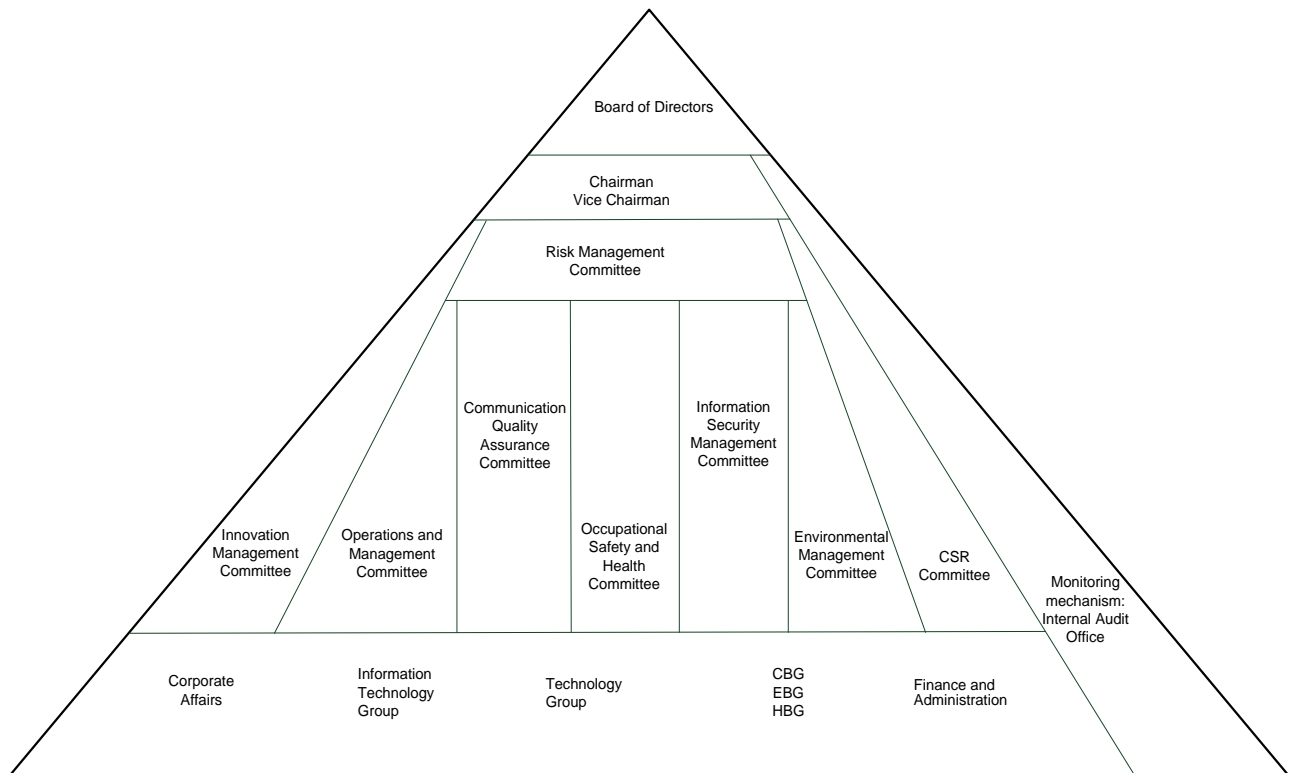 Board of Directors
Chairman
Vice Chairman
Risk Management
Committee
Communication
Quality
Assurance
Committee
Information
Security
Management
Committee
Innovation
Management
Committee
Operations and
Management
Committee
Occupational
Safety and
Health
Committee
Environmental
Management
Committee
CSR
Committee
Monitoring
mechanism:
Internal Audit
Office
Corporate
Affairs
Information
Technology
Group
Technology
Group
CBG
EBG
HBG
Finance and
Administration